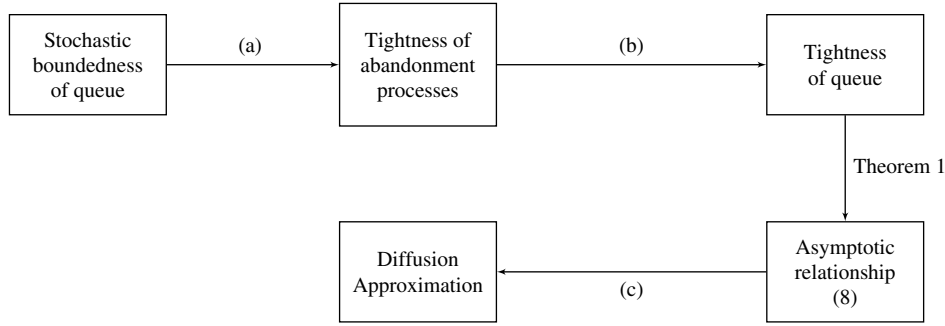 Stochastic
boundedness
of queue
(a)
Tightness of
abandonment
processes
(b)
Tightness
of queue
Theorem 1
Asymptotic
relationship
(8)
(c)
Diffusion
Approximation